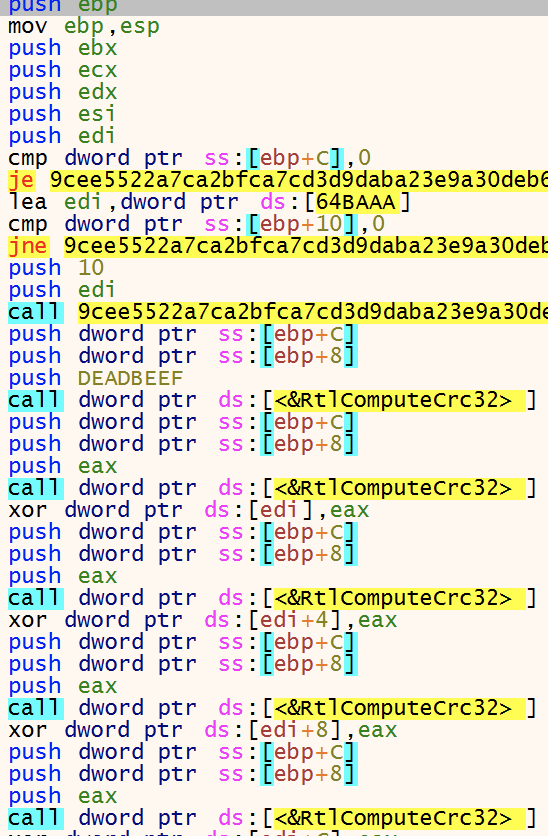 push ebp
mov ebp,esp
push ebx
push ecx
push edx
push esi
push edi
cmp dword ptr ss:[ebp+C],0
je 9cee5522a7ca2bfca7cd3d9daba23e9a30deb6
lea edi,dword ptr ds:[64BAAA]
cmp dword ptr ss:[ebp+10],0
jne 9cee5522a7ca2bfca7cd3d9daba23e9a30deb
push 10
push edi
call 9cee5522a7ca2bfca7cd3d9daba23e9a30de
push dword ptr ss:[ebp+C]
push dword ptr ss:[ebp+8]
push DEADBEEF
call dword ptr ds:[<&RtlComputeCrc32>]
push dword ptr ss:[ebp+C]
push dword ptr ss:[ebp+8]
push eax
call dword ptr ds:[<&RtlComputeCrc32>]
xor dword ptr ds:[edi],eax
push dword ptr ss:[ebp+C]
push dword ptr ss:[ebp+8]
push eax
call dword ptr ds:[<&RtlComputeCrc32>]
xor dword ptr ds:[edi+4],eax
push dword ptr ss:[ebp+C]
push dword ptr ss:[ebp+8]
push eax
call dword ptr ds:[<&RtlComputeCrc32>]
xor dword ptr ds:[edi+8],eax
push dword ptr ss:[ebp+C]
push dword ptr ss:[ebp+8]
push eax
call dword ptr ds:[<&RtlComputeCrc32>]